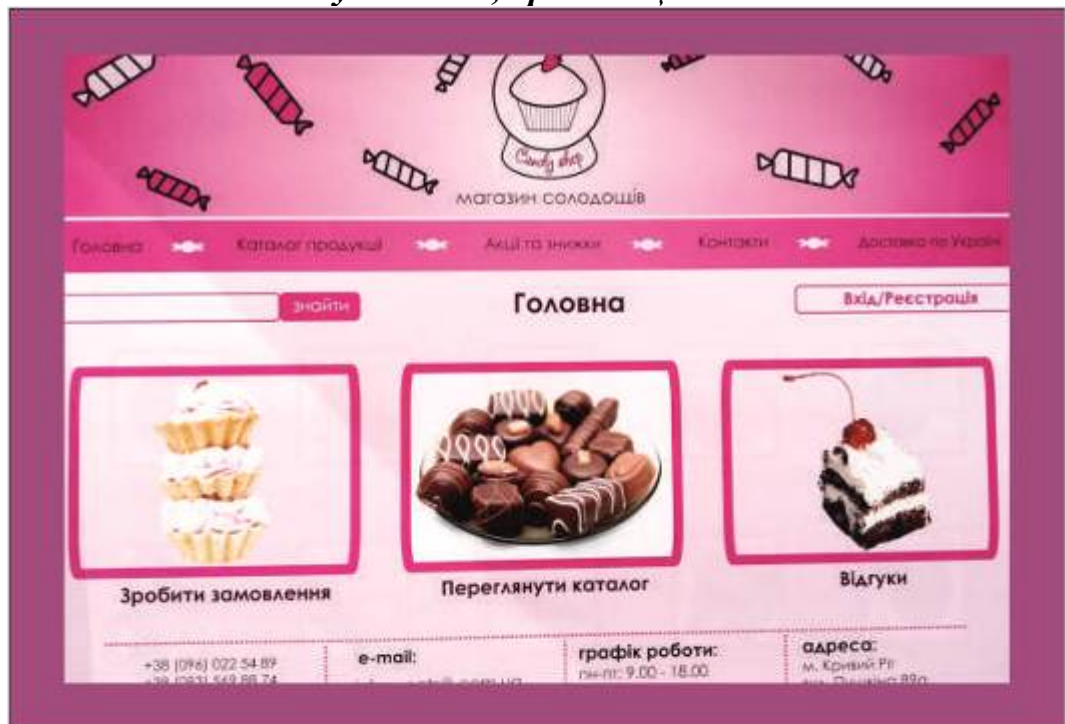 Candy shop
магазин солодощів
Головна Каталог продукції Акції та знижки Контакти Доставка по Україні
знайти Головна Вхід/Реєстрація
Зробити замовлення Переглянути каталог Відгуки
+38 (096) 022 54 89 e-mail: графік роботи: адреса:
пн-пт: 9.00 - 18.00 м. Кривий Ріг